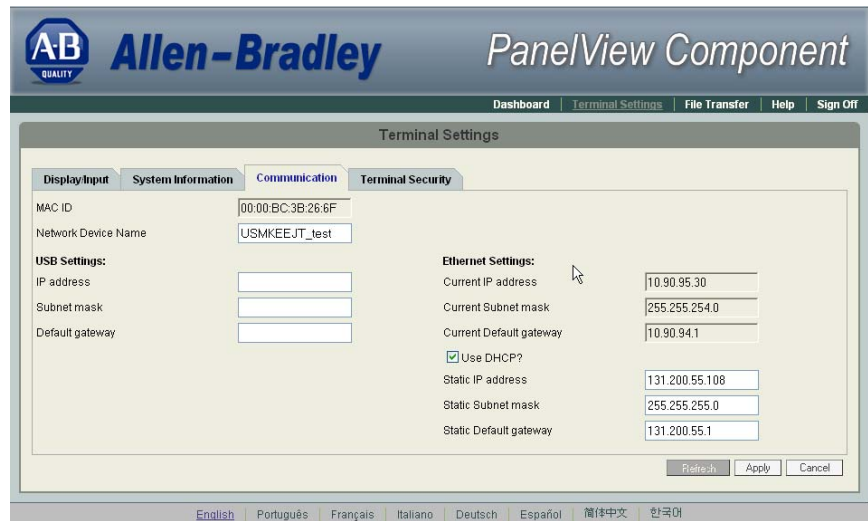 A·B
QUALITY
Allen-Bradley
PanelView Component
Dashboard | Terminal Settings | File Transfer | Help | Sign Off
Terminal Settings
Display/Input System Information Communication Terminal Security
MAC ID 00:00:BC:3B:26:6F
Network Device Name USMKEEJT_test
USB Settings: Ethernet Settings:
IP address Current IP address 10.90.95.30
Subnet mask Current Subnet mask 255.255.254.0
Default gateway Current Default gateway 10.90.94.1
Use DHCP?
Static IP address 131.200.55.108
Static Subnet mask 255.255.255.0
Static Default gateway 131.200.55.1
Refresh Apply Cancel
English | Português | Français | Italiano | Deutsch | Español | 简体中文 | 한국어